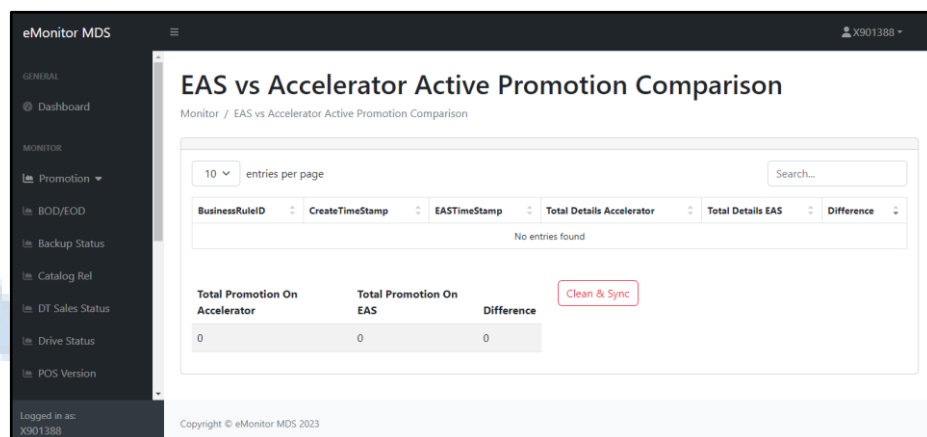 eMonitor MDS
X901388
GENERAL
Dashboard
MONITOR
Promotion
BOD/EOD
Backup Status
Catalog Rel
DT Sales Status
Drive Status
POS Version
Logged in as:
X901388
EAS vs Accelerator Active Promotion Comparison
Monitor / EAS vs Accelerator Active Promotion Comparison
10 entries per page Search...
BusinessRuleID CreateTimeStamp EASTimeStamp Total Details Accelerator Total Details EAS Difference
No entries found
Total Promotion On Accelerator Total Promotion On EAS Difference
0 0 0
Clean & Sync
Copyright © eMonitor MDS 2023